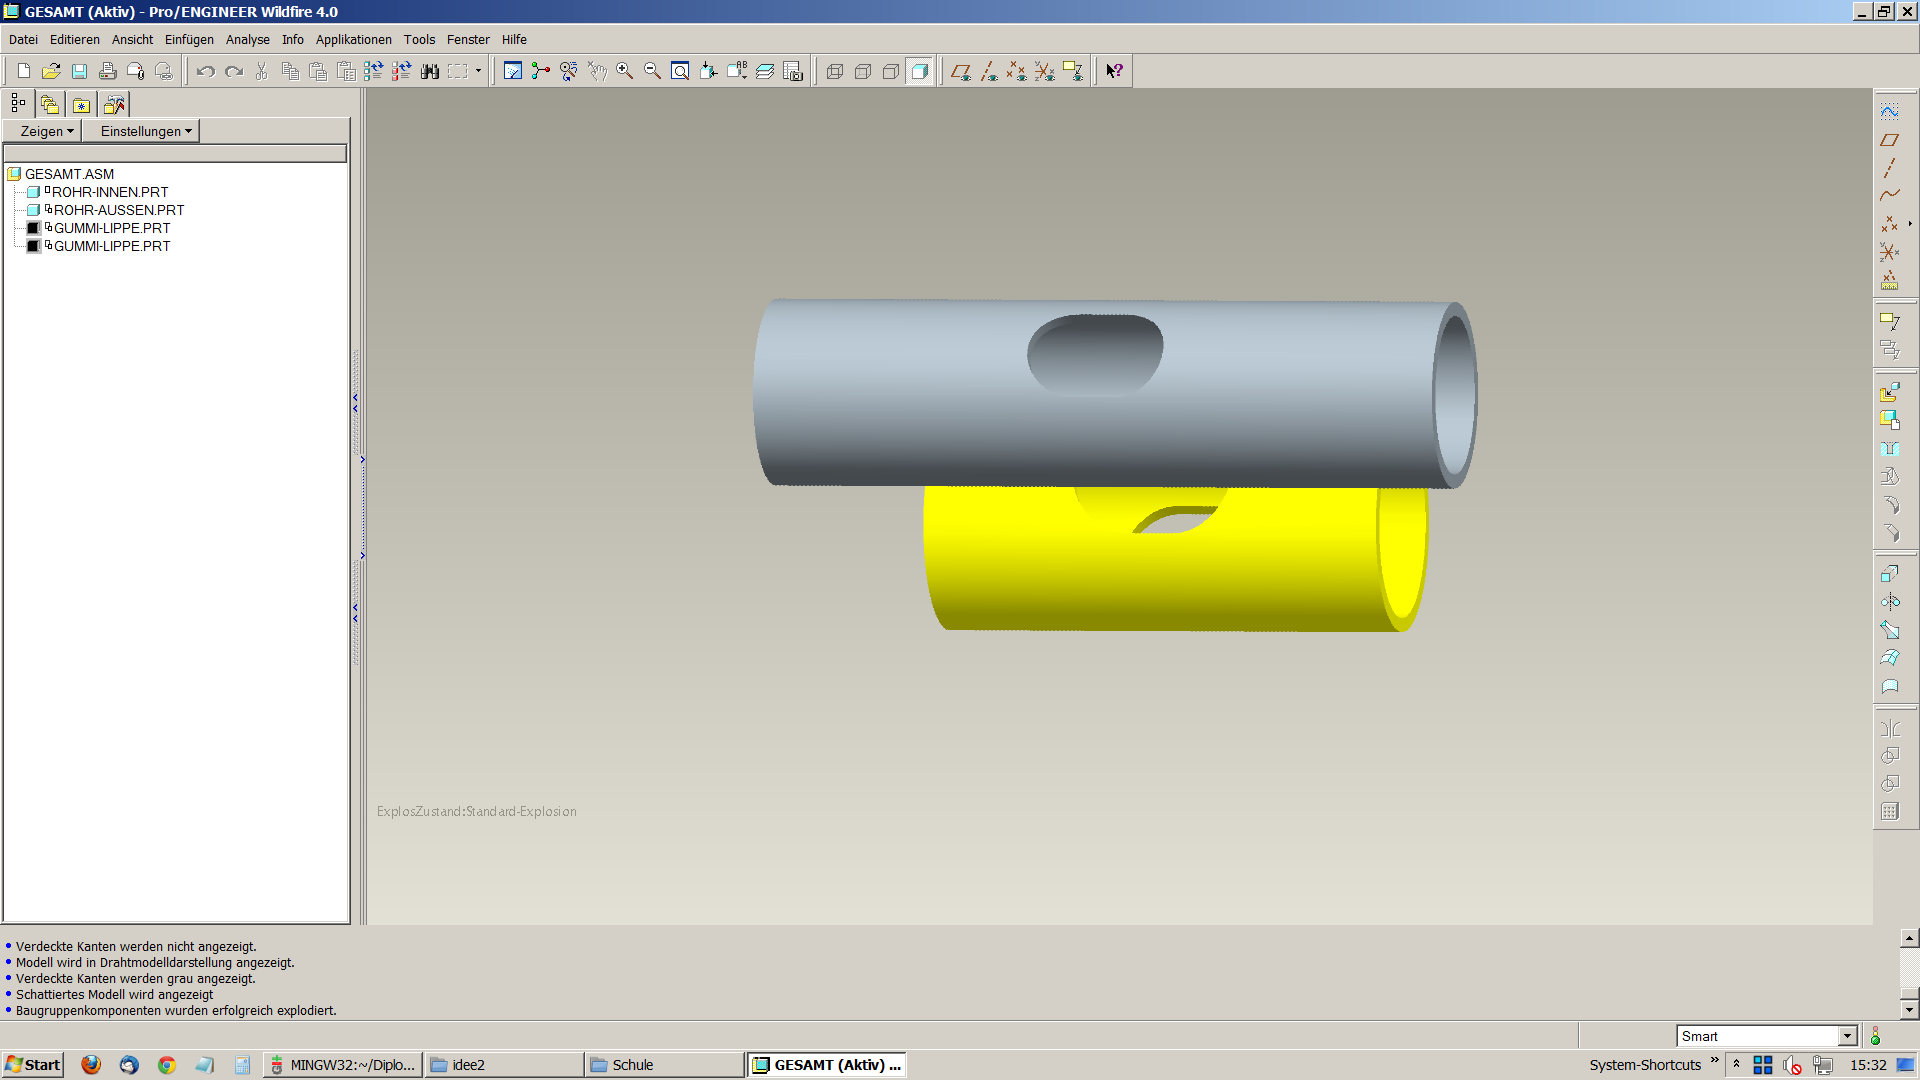 GESAMT (Aktiv) - Pro/ENGINEER Wildfire 4.0
Datei Editieren Ansicht Einfügen Analyse Info Applikationen Tools Fenster Hilfe
Zeigen Einstellungen
GESAMT.ASM
ROHR-INNEN.PRT
ROHR-AUSSEN.PRT
GUMMI-LIPPE.PRT
GUMMI-LIPPE.PRT
ExplosZustand:Standard-Explosion
Verdeckte Kanten werden nicht angezeigt.
Modell wird in Drahtmodelldarstellung angezeigt.
Verdeckte Kanten werden grau angezeigt.
Schattiertes Modell wird angezeigt
Baugruppenkomponenten wurden erfolgreich explodiert.
Smart
Start MINGW32:~/Diplo... idee2 Schule GESAMT (Aktiv) ... System-Shortcuts » 15:32